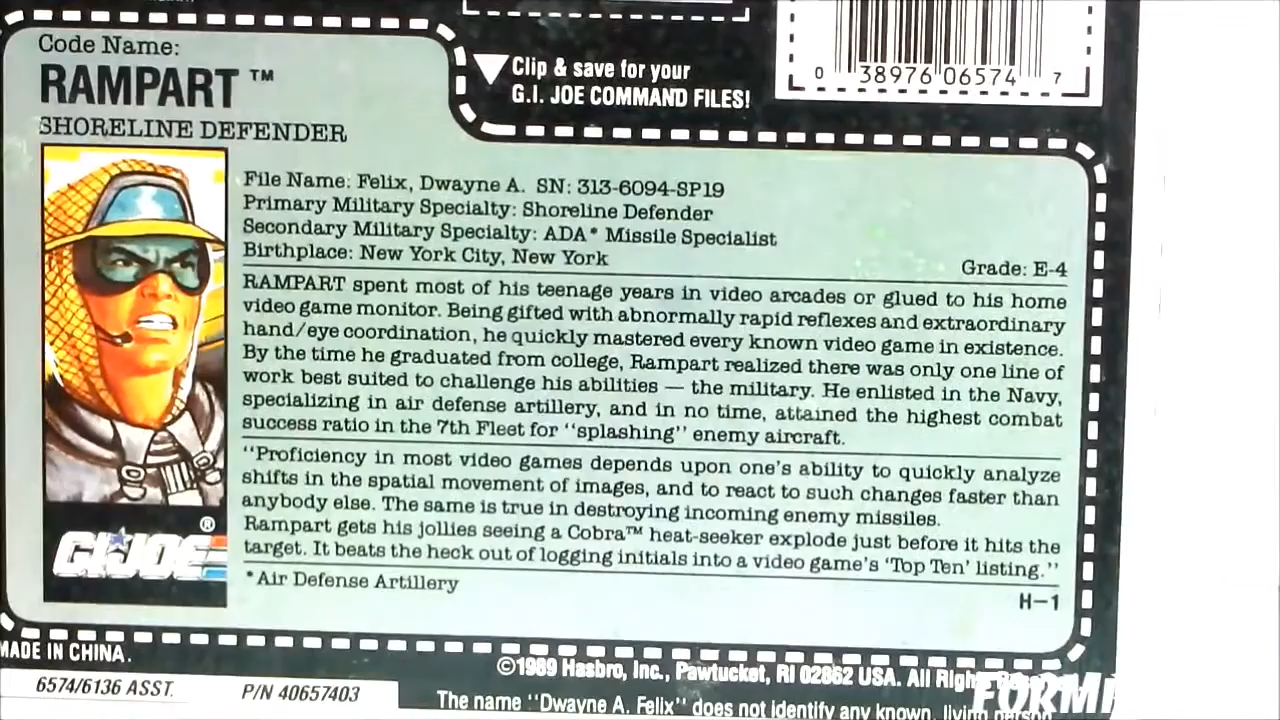 Code Name:
RAMPART ™
SHORELINE DEFENDER
Clip & save for your
G.I. JOE COMMAND FILES!
0 38976 06574 7
File Name: Felix, Dwayne A. SN: 313-6094-SP19
Primary Military Specialty: Shoreline Defender
Secondary Military Specialty: ADA* Missile Specialist
Birthplace: New York City, New York
Grade: E-4
RAMPART spent most of his teenage years in video arcades or glued to his home
video game monitor. Being gifted with abnormally rapid reflexes and extraordinary
hand/eye coordination, he quickly mastered every known video game in existence.
By the time he graduated from college, Rampart realized there was only one line of
work best suited to challenge his abilities — the military. He enlisted in the Navy,
specializing in air defense artillery, and in no time, attained the highest combat
success ratio in the 7th Fleet for "splashing" enemy aircraft.
"Proficiency in most video games depends upon one's ability to quickly analyze
shifts in the spatial movement of images, and to react to such changes faster than
anybody else. The same is true in destroying incoming enemy missiles.
Rampart gets his jollies seeing a Cobra™ heat-seeker explode just before it hits the
target. It beats the heck out of logging initials into a video game's 'Top Ten' listing."
*Air Defense Artillery
H-1
GI JOE ®
MADE IN CHINA.
6574/6136 ASST. P/N 40657403
©1989 Hasbro, Inc., Pawtucket, RI 02862 USA. All
The name "Dwayne A. Felix" does not identify any known, living person